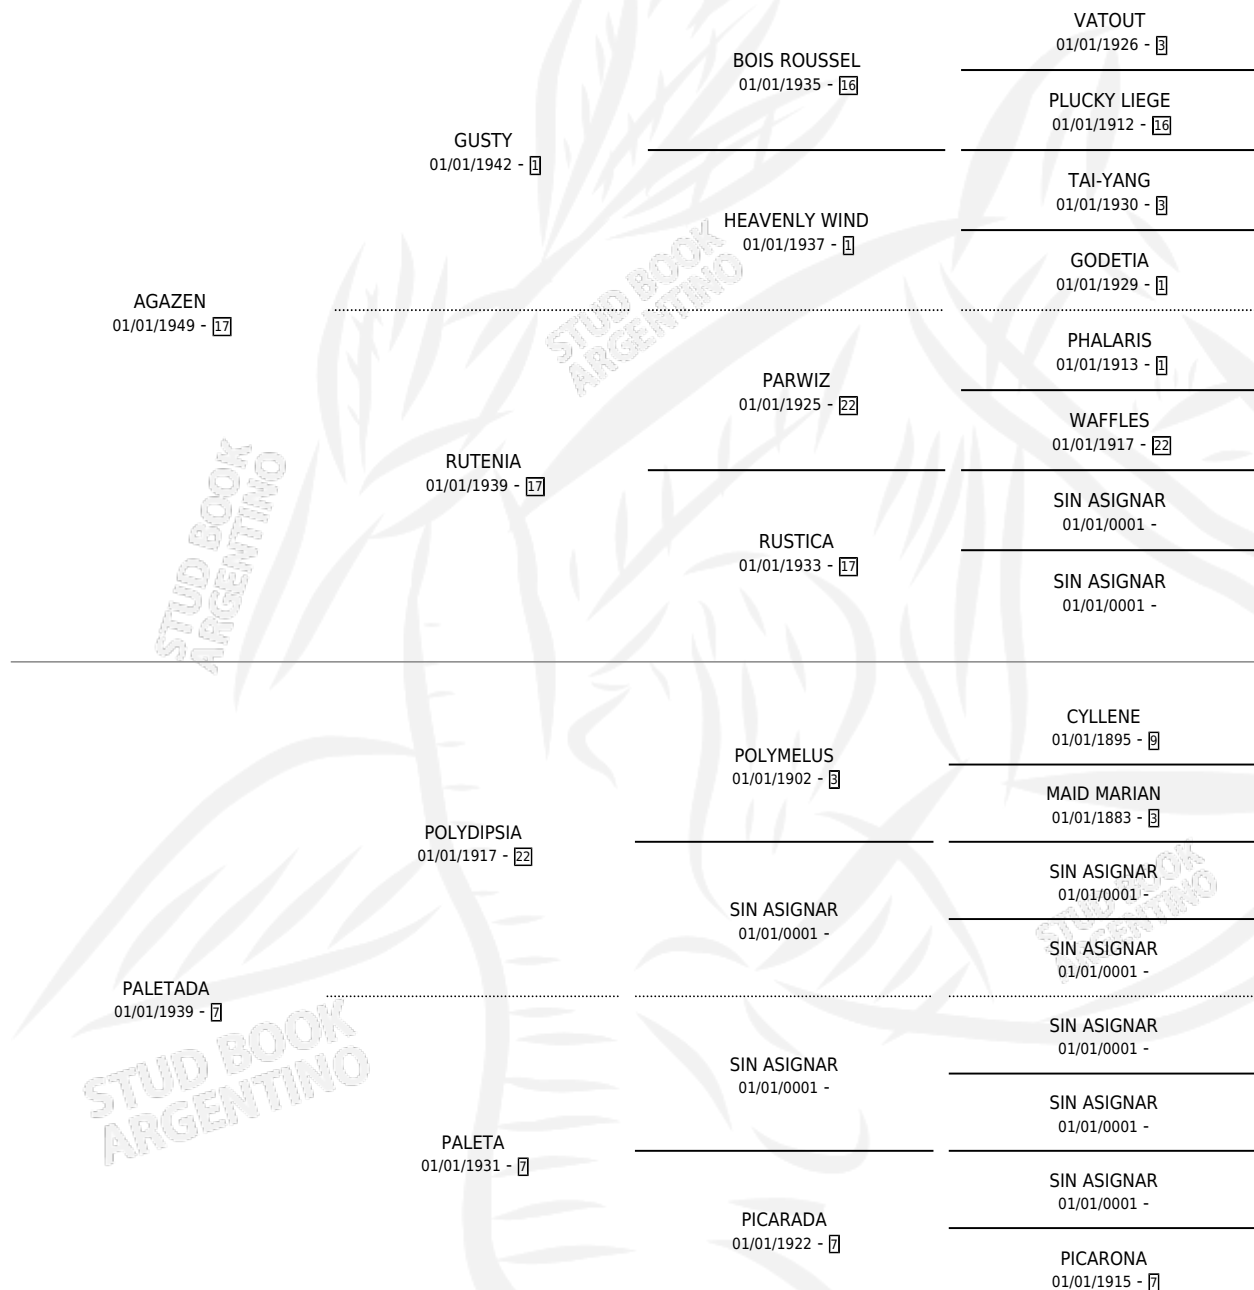 VATOUT
01/01/1926 - 3
BOIS ROUSSEL
01/01/1935 - 16
PLUCKY LIEGE
01/01/1912 - 16
GUSTY
01/01/1942 - 1
TAI-YANG
01/01/1930 - 3
HEAVENLY WIND
01/01/1937 - 1
GODETIA
01/01/1929 - 1
AGAZEN
01/01/1949 - 17
PHALARIS
01/01/1913 - 1
PARWIZ
01/01/1925 - 22
WAFFLES
01/01/1917 - 22
RUTENIA
01/01/1939 - 17
SIN ASIGNAR
01/01/0001 -
RUSTICA
01/01/1933 - 17
SIN ASIGNAR
01/01/0001 -
CYLLENE
01/01/1895 - 9
POLYMELUS
01/01/1902 - 3
MAID MARIAN
01/01/1883 - 3
POLYDIPSIA
01/01/1917 - 22
SIN ASIGNAR
01/01/0001 -
SIN ASIGNAR
01/01/0001 -
SIN ASIGNAR
01/01/0001 -
PALETADA
01/01/1939 - 7
SIN ASIGNAR
01/01/0001 -
SIN ASIGNAR
01/01/0001 -
SIN ASIGNAR
01/01/0001 -
PALETA
01/01/1931 - 7
SIN ASIGNAR
01/01/0001 -
PICARADA
01/01/1922 - 7
PICARONA
01/01/1915 - 7
STUD BOOK
ARGENTINO
STUD BOOK
ARGENTINO
STUD BOOK
ARGENTINO
STUD BOOK
ARGENTINO